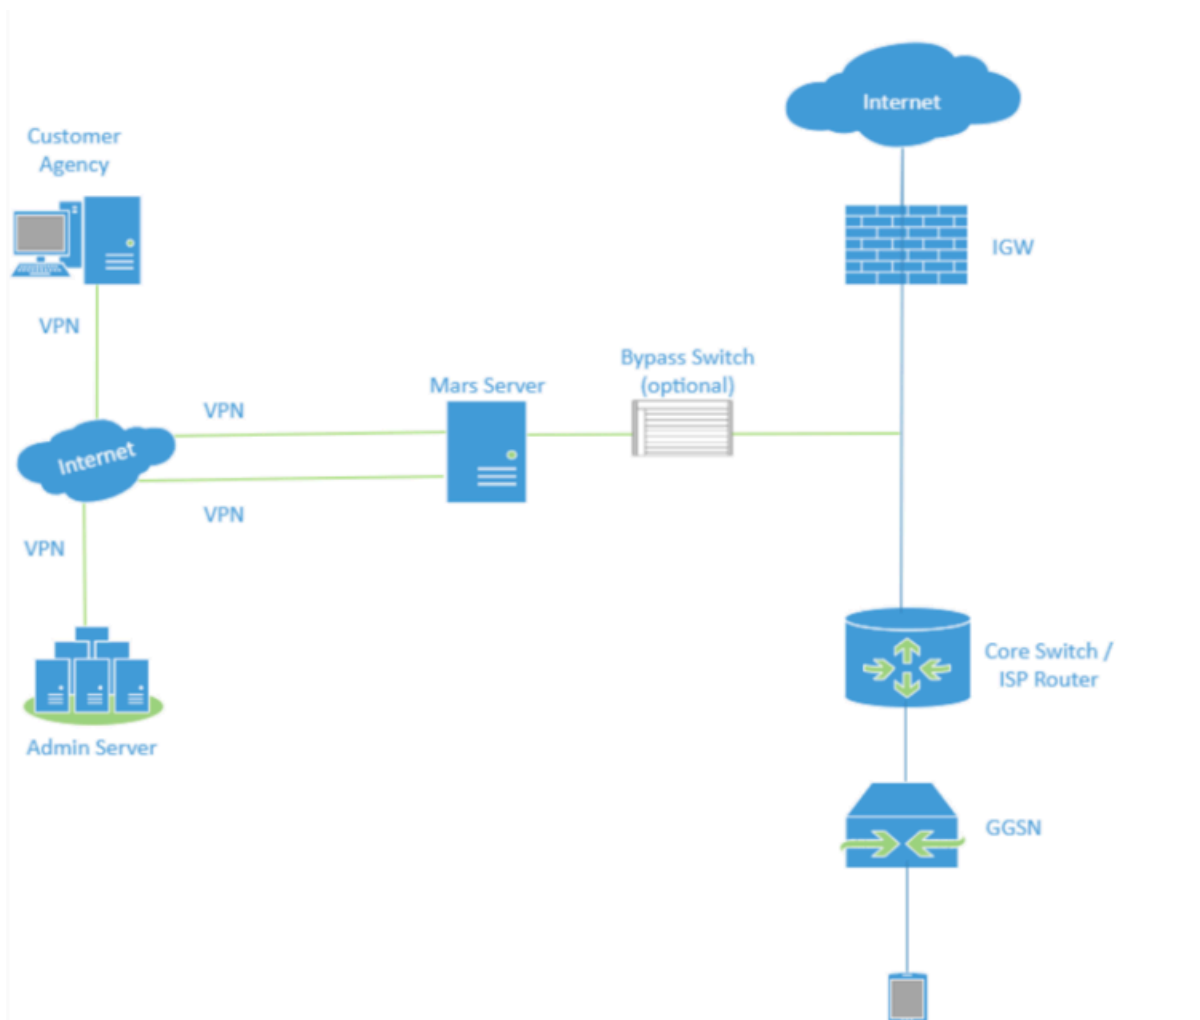 Internet
Customer
Agency
IGW
VPN
Bypass Switch
(optional)
Mars Server
VPN
Internet
VPN
VPN
Core Switch /
ISP Router
Admin Server
GGSN